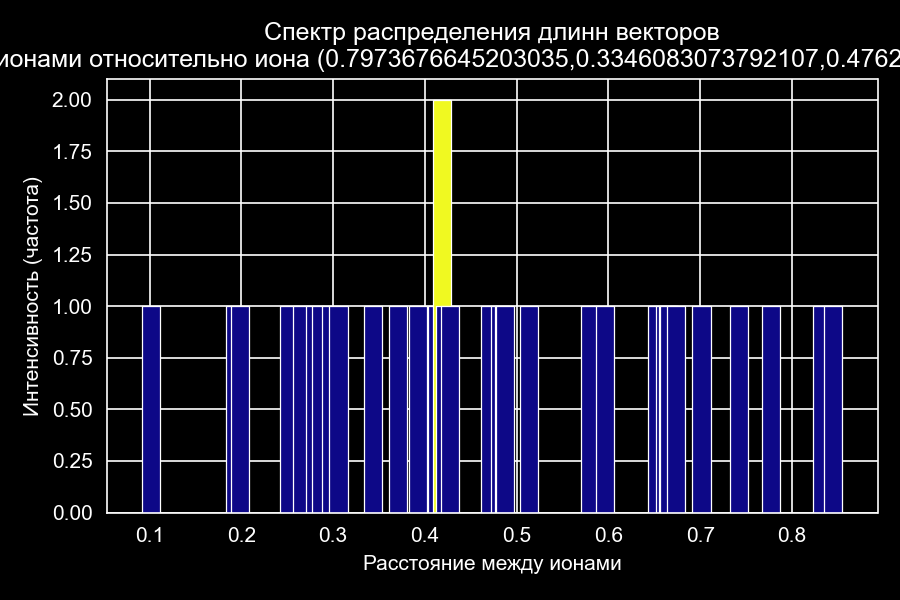 Спектр распределения длинн векторов
ионами относительно иона (0.7973676645203035,0.3346083073792107,0.4762
2.00
1.75
1.50
1.25
1.00
0.75
0.50
0.25
0.00
Интенсивность (частота)
0.1 0.2 0.3 0.4 0.5 0.6 0.7 0.8
Расстояние между ионами